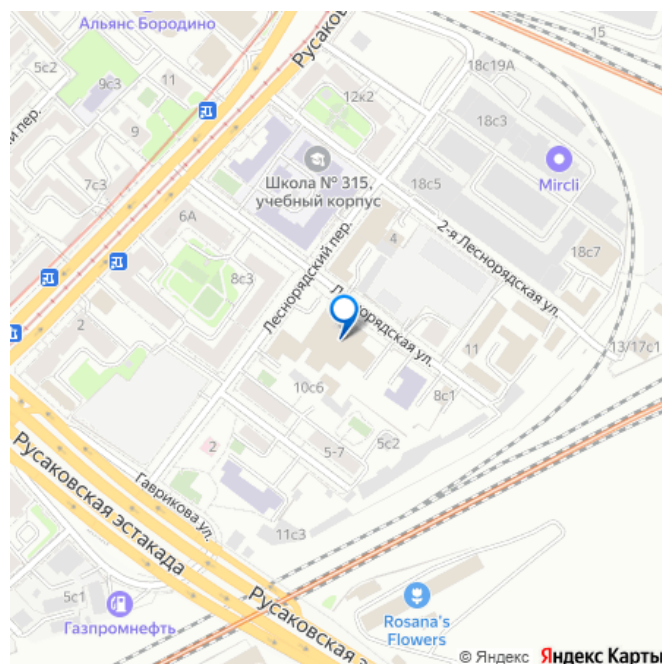 Альянс Бородино
Русаков
15
5с2
9с3
11
18с19А
12к2
пер.
9
18с3
Школа № 315,
учебный корпус
Mircli
7с3
18с5
6А
2-я Леснорядская ул.
4
18с7
Леснорядский пер.
8с3
Леснорядская ул.
2
11
13/17с1
10с6
8с1
2
5-7
5с2
Гаврикова ул.
Русаковская эстакада
11с3
5с1
Газпромнефть
Русаковская э
Rosana's
Flowers
© Яндекс Яндекс Карты